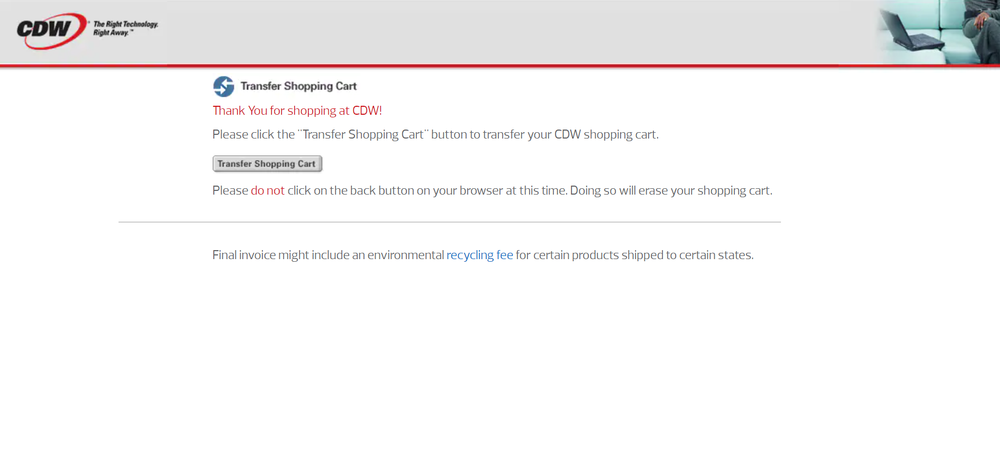 CDW® The Right Technology.
Right Away.™
Transfer Shopping Cart
Thank You for shopping at CDW!
Please click the "Transfer Shopping Cart" button to transfer your CDW shopping cart.
Transfer Shopping Cart
Please do not click on the back button on your browser at this time. Doing so will erase your shopping cart.
Final invoice might include an environmental recycling fee for certain products shipped to certain states.